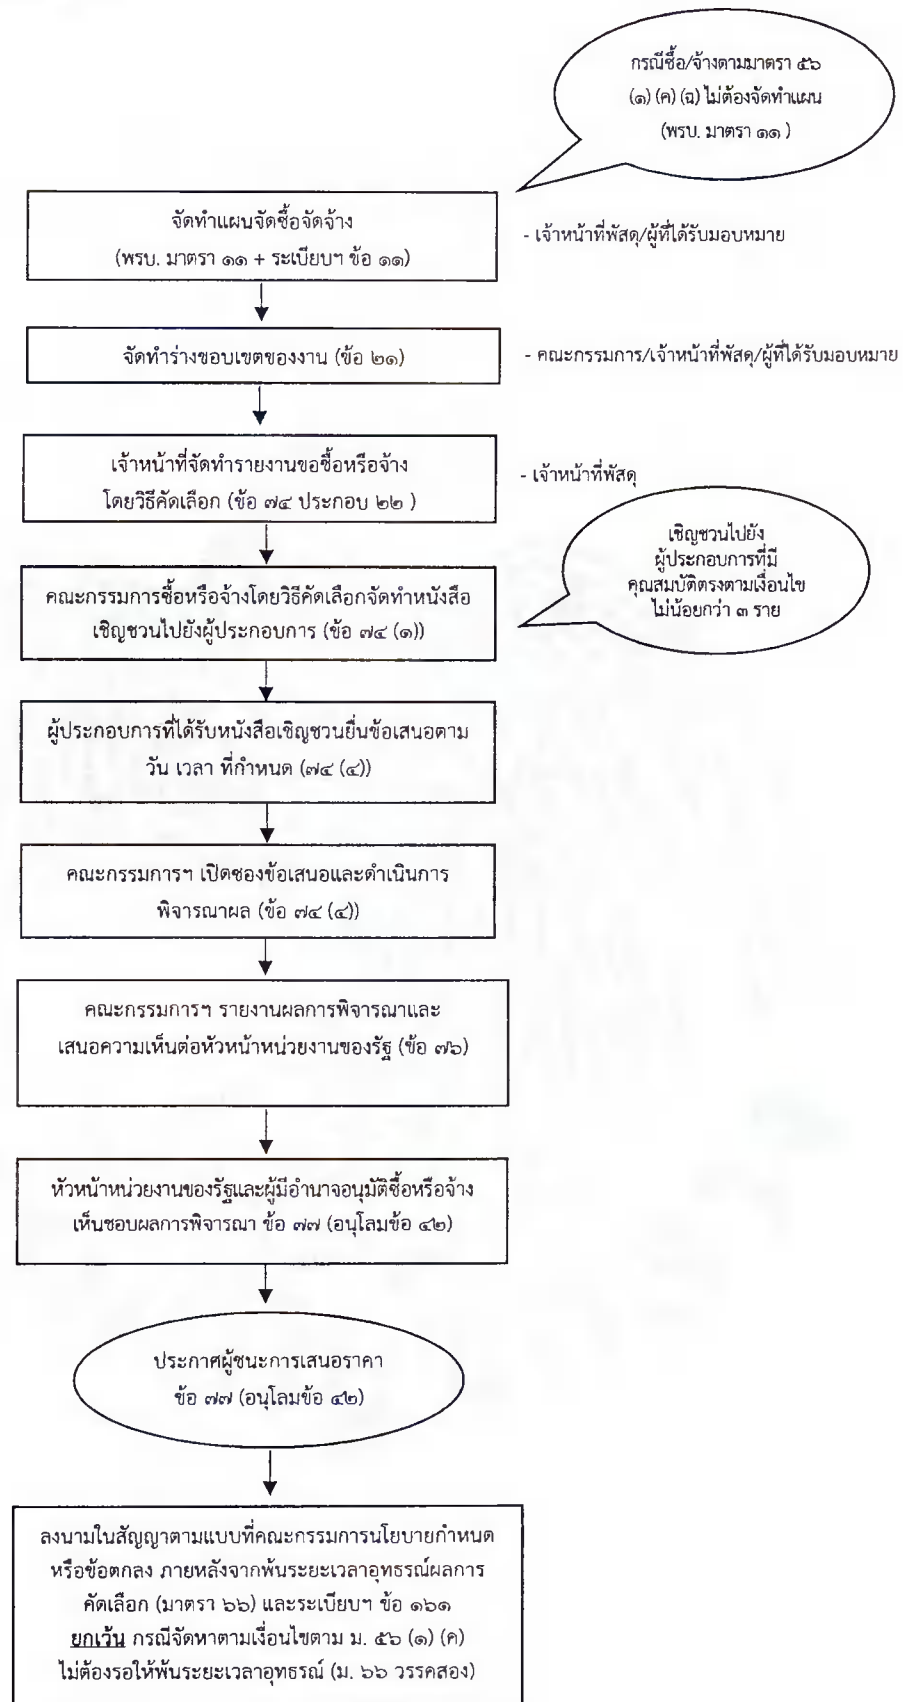 กรณีซื้อ/จ้างตามมาตรา ๕๖
(๑) (ค) (ฉ) ไม่ต้องจัดทำแผน
(พรบ. มาตรา ๑๑ )
จัดทำแผนจัดซื้อจัดจ้าง
(พรบ. มาตรา ๑๑ + ระเบียบฯ ข้อ ๑๑)
- เจ้าหน้าที่พัสดุ/ผู้ที่ได้รับมอบหมาย
จัดทำร่างขอบเขตของงาน (ข้อ ๒๑)
- คณะกรรมการ/เจ้าหน้าที่พัสดุ/ผู้ที่ได้รับมอบหมาย
เจ้าหน้าที่จัดทำรายงานขอซื้อหรือจ้าง
โดยวิธีคัดเลือก (ข้อ ๗๔ ประกอบ ๒๒ )
- เจ้าหน้าที่พัสดุ
เชิญชวนไปยัง
ผู้ประกอบการที่มี
คุณสมบัติตรงตามเงื่อนไข
ไม่น้อยกว่า ๓ ราย
คณะกรรมการซื้อหรือจ้างโดยวิธีคัดเลือกจัดทำหนังสือ
เชิญชวนไปยังผู้ประกอบการ (ข้อ ๗๔ (๑))
ผู้ประกอบการที่ได้รับหนังสือเชิญชวนยื่นข้อเสนอตาม
วัน เวลา ที่กำหนด (๗๔ (๔))
คณะกรรมการฯ เปิดซองข้อเสนอและดำเนินการ
พิจารณาผล (ข้อ ๗๔ (๔))
คณะกรรมการฯ รายงานผลการพิจารณาและ
เสนอความเห็นต่อหัวหน้าหน่วยงานของรัฐ (ข้อ ๗๖)
หัวหน้าหน่วยงานของรัฐและผู้มีอำนาจอนุมัติซื้อหรือจ้าง
เห็นชอบผลการพิจารณา ข้อ ๗๗ (อนุโลมข้อ ๔๒)
ประกาศผู้ชนะการเสนอราคา
ข้อ ๗๗ (อนุโลมข้อ ๔๒)
ลงนามในสัญญาตามแบบที่คณะกรรมการนโยบายกำหนด
หรือข้อตกลง ภายหลังจากพ้นระยะเวลาอุทธรณ์ผลการ
คัดเลือก (มาตรา ๖๖) และระเบียบฯ ข้อ ๑๖๑
ยกเว้น กรณีจัดหาตามเงื่อนไขตาม ม. ๕๖ (๑) (ค)
ไม่ต้องรอให้พ้นระยะเวลาอุทธรณ์ (ม. ๖๖ วรรคสอง)